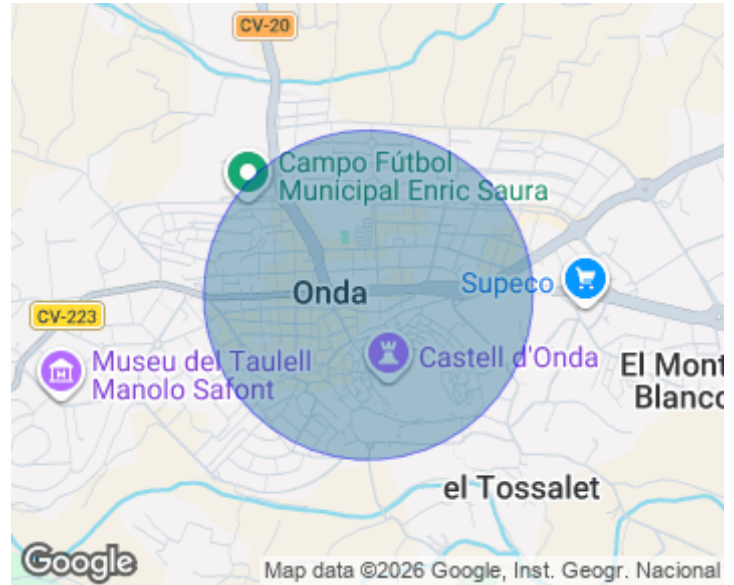 CV-20
Campo Fútbol
Municipal Enric Saura
Onda
Supeco
CV-223
Museu del Taulell
Manolo Safont
Castell d'Onda
El Mont
Blanco
el Tossalet
Google
Map data ©2026 Google, Inst. Geogr. Nacional